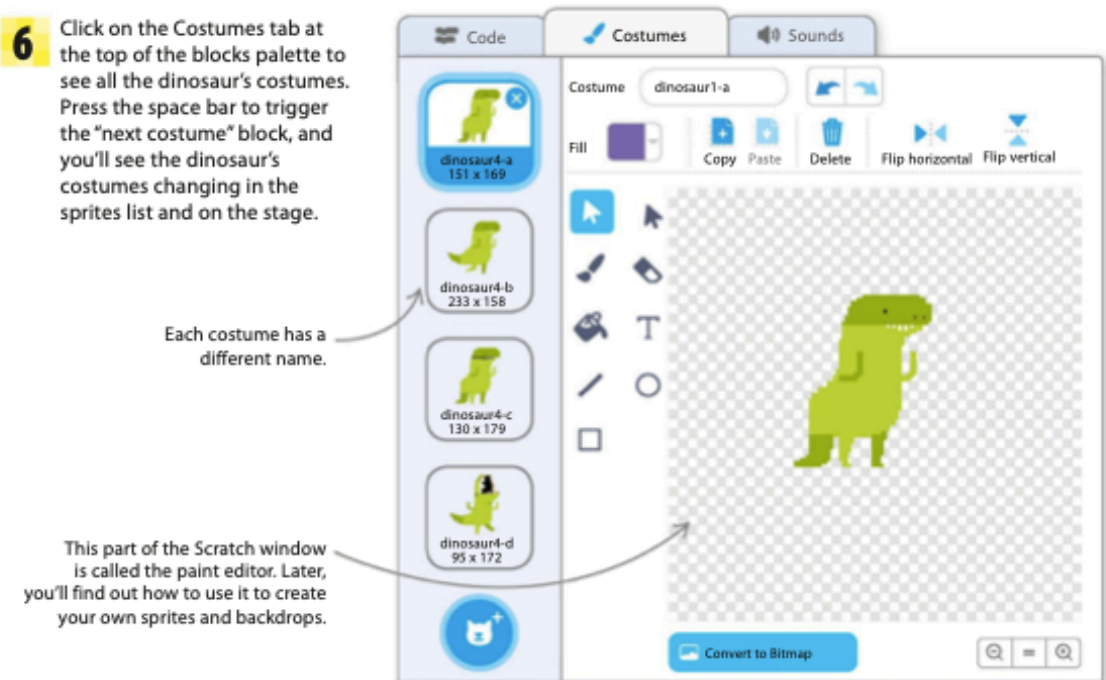 6
Click on the Costumes tab at
the top of the blocks palette to
see all the dinosaur's costumes.
Press the space bar to trigger
the "next costume" block, and
you'll see the dinosaur's
costumes changing in the
sprites list and on the stage.
Each costume has a
different name.
This part of the Scratch window
is called the paint editor. Later,
you'll find out how to use it to create
your own sprites and backdrops.
Code
Costumes
Sounds
dinosaur4-a
151 x 169
dinosaur4-b
233 x 158
dinosaur4-c
130 x 179
dinosaur4-d
95 x 172
Costume
dinosaur1-a
Fill
Copy
Paste
Delete
Flip horizontal
Flip vertical
T
Convert to Bitmap